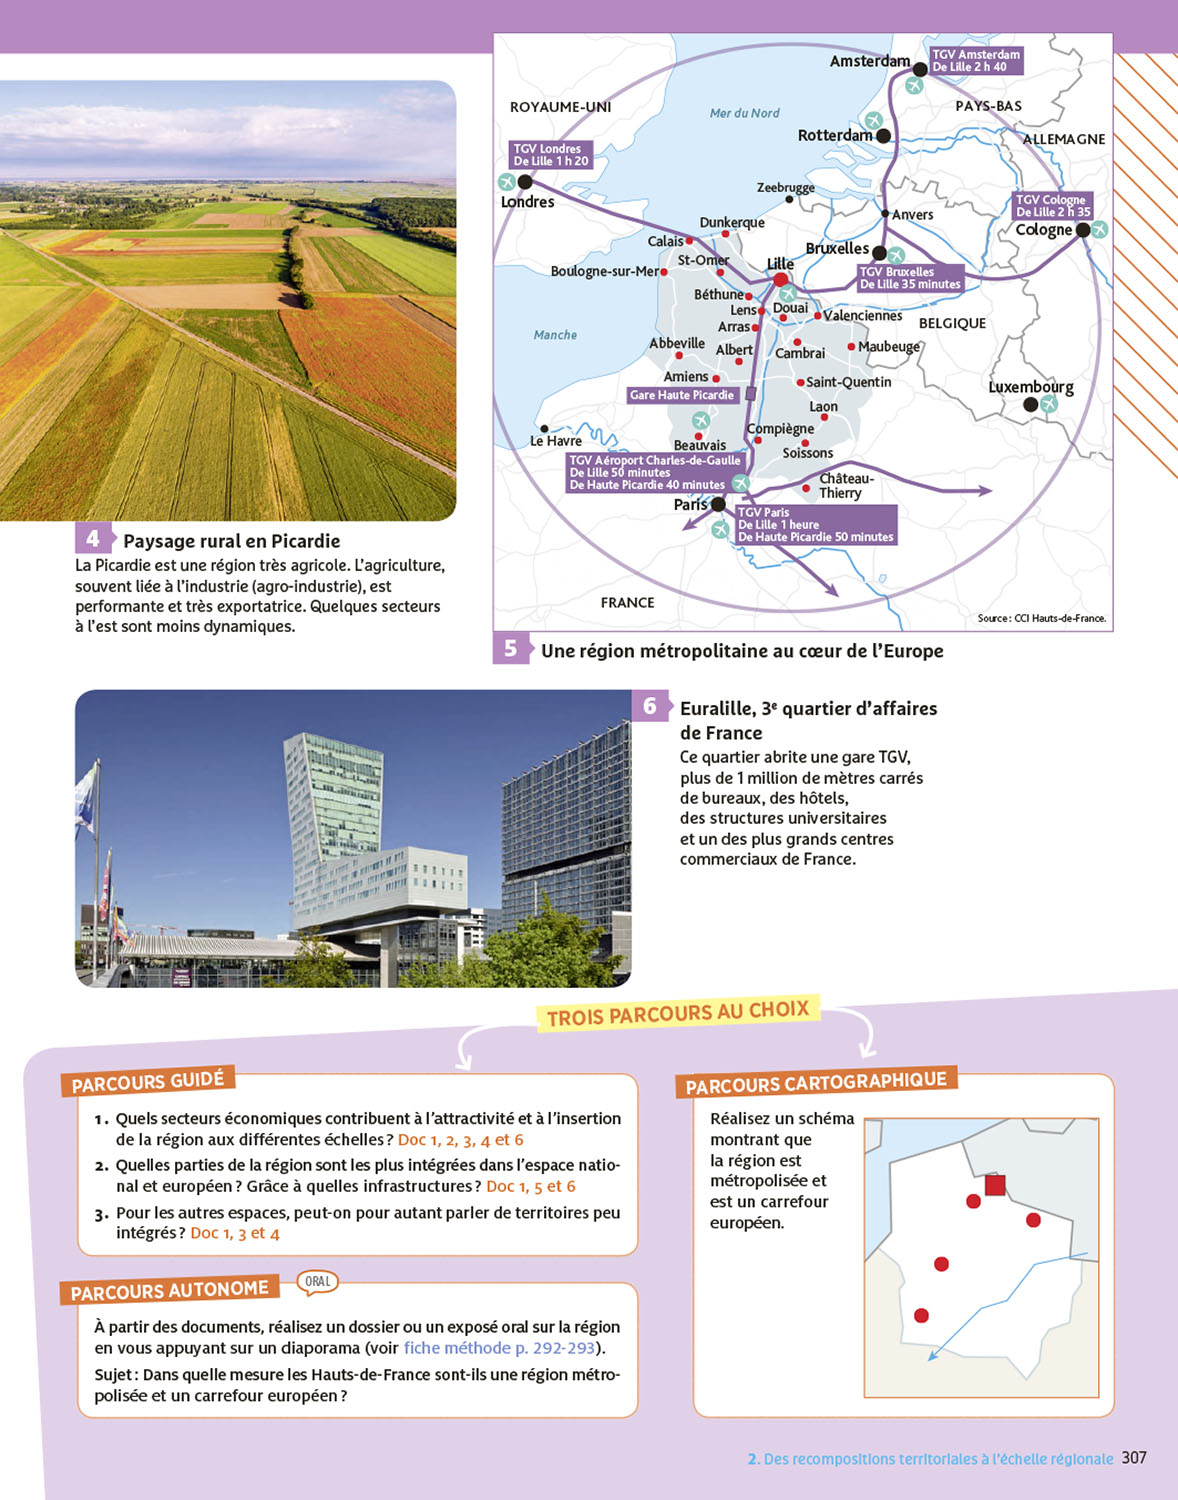 ROYAUME-UNI
Mer du Nord
Amsterdam
TGV Amsterdam
De Lille 2 h 40
PAYS-BAS
ALLEMAGNE
Rotterdam
TGV Londres
De Lille 1 h 20
Londres
Zeebrugge
Anvers
TGV Cologne
De Lille 2 h 35
Cologne
Dunkerque
Calais
St-Omer
Boulogne-sur-Mer
Lille
Bruxelles
TGV Bruxelles
De Lille 35 minutes
Béthune
Lens
Douai
Valenciennes
BELGIQUE
Arras
Manche
Abbeville
Albert
Cambrai
Maubeuge
Amiens
Saint-Quentin
Gare Haute Picardie
Luxembourg
Laon
Le Havre
Beauvais
Compiègne
Soissons
TGV Aéroport Charles-de-Gaulle
De Lille 50 minutes
De Haute Picardie 40 minutes
Château-
Thierry
Paris
TGV Paris
De Lille 1 heure
De Haute Picardie 50 minutes
FRANCE
Source : CCI Hauts-de-France.
4 Paysage rural en Picardie
La Picardie est une région très agricole. L’agriculture,
souvent liée à l’industrie (agro-industrie), est
performante et très exportatrice. Quelques secteurs
à l’est sont moins dynamiques.
5 Une région métropolitaine au cœur de l’Europe
6 Euralille, 3e quartier d’affaires
de France
Ce quartier abrite une gare TGV,
plus de 1 million de mètres carrés
de bureaux, des hôtels,
des structures universitaires
et un des plus grands centres
commerciaux de France.
TROIS PARCOURS AU CHOIX
PARCOURS GUIDÉ
1. Quels secteurs économiques contribuent à l’attractivité et à l’insertion
de la région aux différentes échelles ? Doc 1, 2, 3, 4 et 6
2. Quelles parties de la région sont les plus intégrées dans l’espace natio-
nal et européen ? Grâce à quelles infrastructures ? Doc 1, 5 et 6
3. Pour les autres espaces, peut-on pour autant parler de territoires peu
intégrés ? Doc 1, 3 et 4
PARCOURS AUTONOME ORAL
À partir des documents, réalisez un dossier ou un exposé oral sur la région
en vous appuyant sur un diaporama (voir fiche méthode p. 292-293).
Sujet : Dans quelle mesure les Hauts-de-France sont-ils une région métro-
polisée et un carrefour européen ?
PARCOURS CARTOGRAPHIQUE
Réalisez un schéma
montrant que
la région est
métropolisée et
est un carrefour
européen.
2. Des recompositions territoriales à l’échelle régionale 307